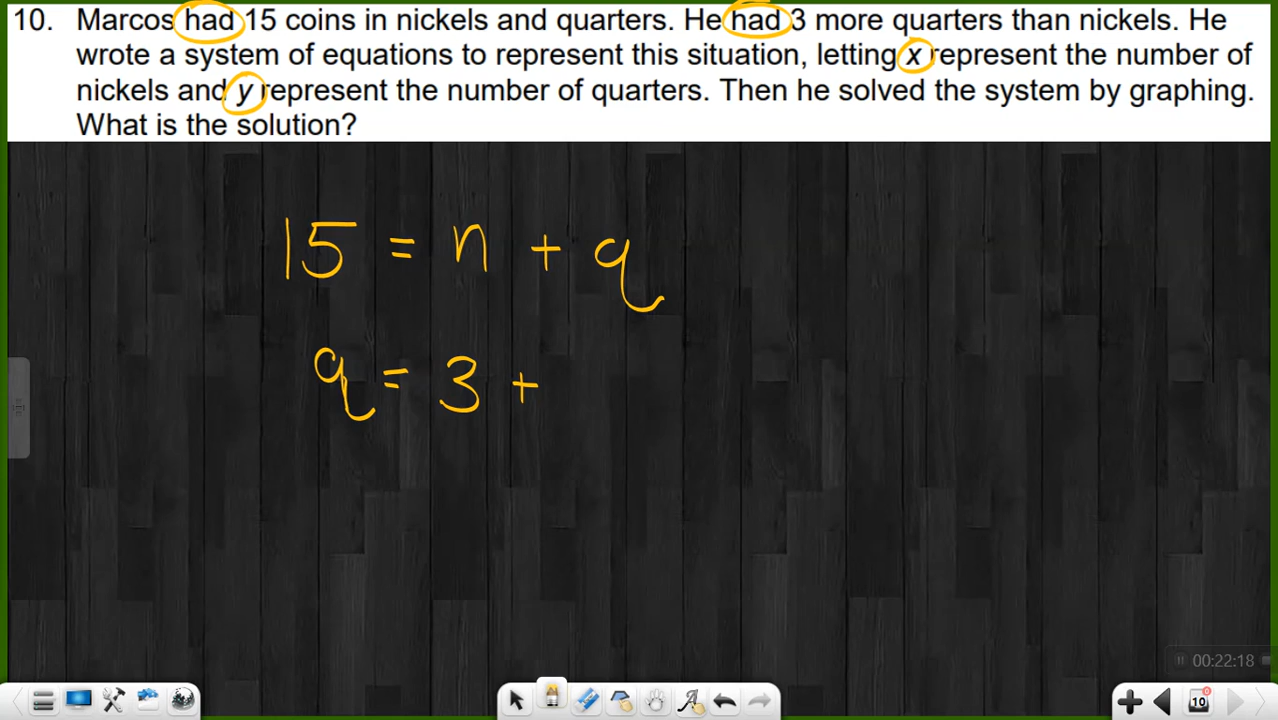 10. Marcos had 15 coins in nickels and quarters. He had 3 more quarters than nickels. He
wrote a system of equations to represent this situation, letting x represent the number of
nickels and y represent the number of quarters. Then he solved the system by graphing.
What is the solution?
15 = n + q
q = 3 +
00:22:18
10